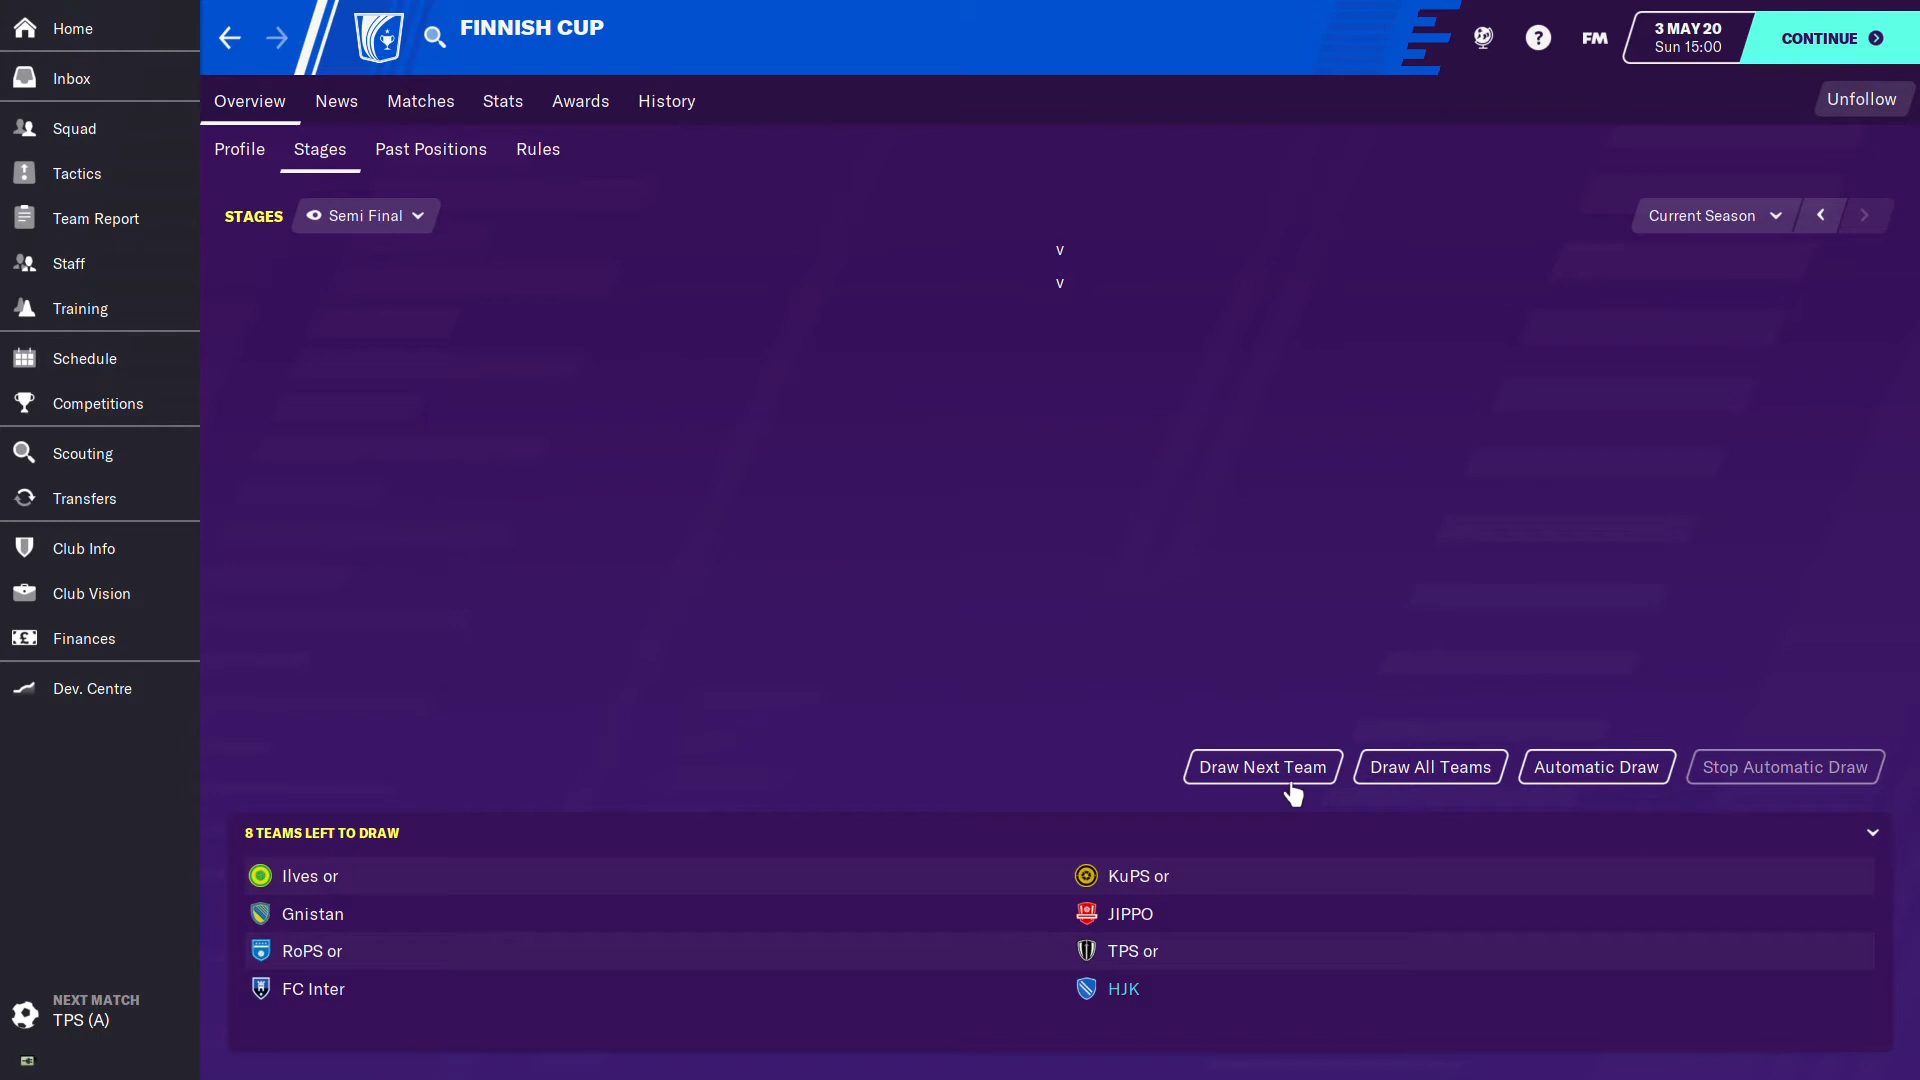 Home
Inbox
Squad
Tactics
Team Report
Staff
Training
Schedule
Competitions
Scouting
Transfers
Club Info
Club Vision
Finances
Dev. Centre
NEXT MATCH
TPS (A)
FINNISH CUP
FM
3 MAY 20
Sun 15:00
CONTINUE
Overview News Matches Stats Awards History
Unfollow
Profile Stages Past Positions Rules
STAGES Semi Final
Current Season
v
v
Draw Next Team Draw All Teams Automatic Draw Stop Automatic Draw
8 TEAMS LEFT TO DRAW
Ilves or KuPS or
Gnistan JIPPO
RoPS or TPS or
FC Inter HJK